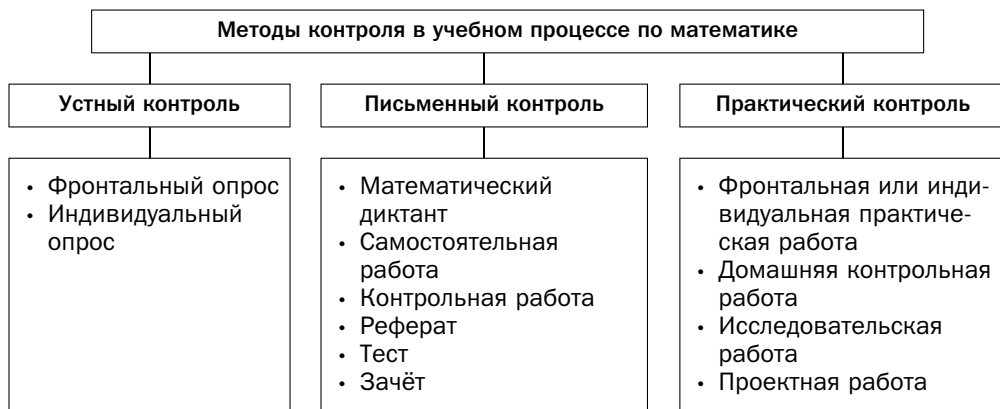 Методы контроля в учебном процессе по математике
Устный контроль
Письменный контроль
Практический контроль
• Фронтальный опрос
• Индивидуальный
опрос
• Математический
диктант
• Самостоятельная
работа
• Контрольная работа
• Реферат
• Тест
• Зачёт
• Фронтальная или инди-
видуальная практиче-
ская работа
• Домашняя контрольная
работа
• Исследовательская
работа
• Проектная работа